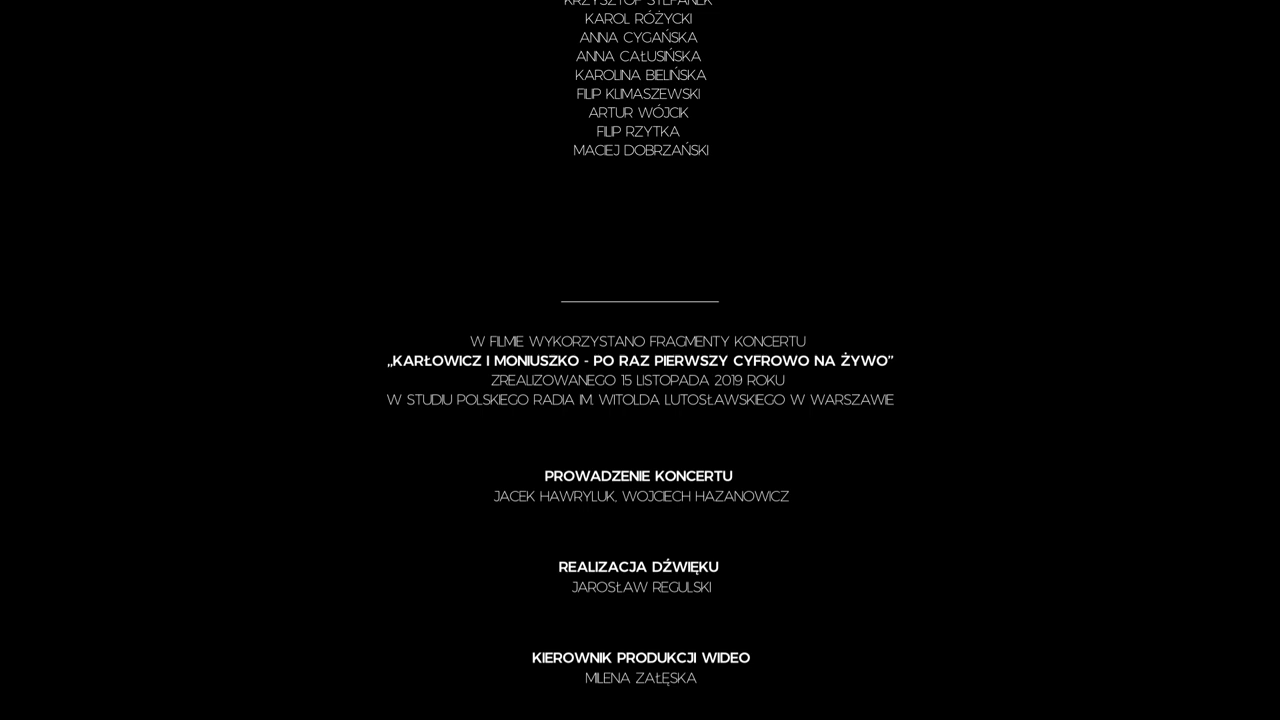 KRZYSZTOF STEFANEK
KAROL RÓŻYCKI
ANNA CYGAŃSKA
ANNA CAŁUSIŃSKA
KAROLINA BIELIŃSKA
FILIP KLIMASZEWSKI
ARTUR WÓJCIK
FILIP RZYTKA
MACIEJ DOBRZAŃSKI
W FILMIE WYKORZYSTANO FRAGMENTY KONCERTU
„KARŁOWICZ I MONIUSZKO - PO RAZ PIERWSZY CYFROWO NA ŻYWO”
ZREALIZOWANEGO 15 LISTOPADA 2019 ROKU
W STUDIU POLSKIEGO RADIA IM. WITOLDA LUTOSŁAWSKIEGO W WARSZAWIE
PROWADZENIE KONCERTU
JACEK HAWRYLUK, WOJCIECH HAZANOWICZ
REALIZACJA DŹWIĘKU
JAROSŁAW REGULSKI
KIEROWNIK PRODUKCJI WIDEO
MILENA ZAŁĘSKA